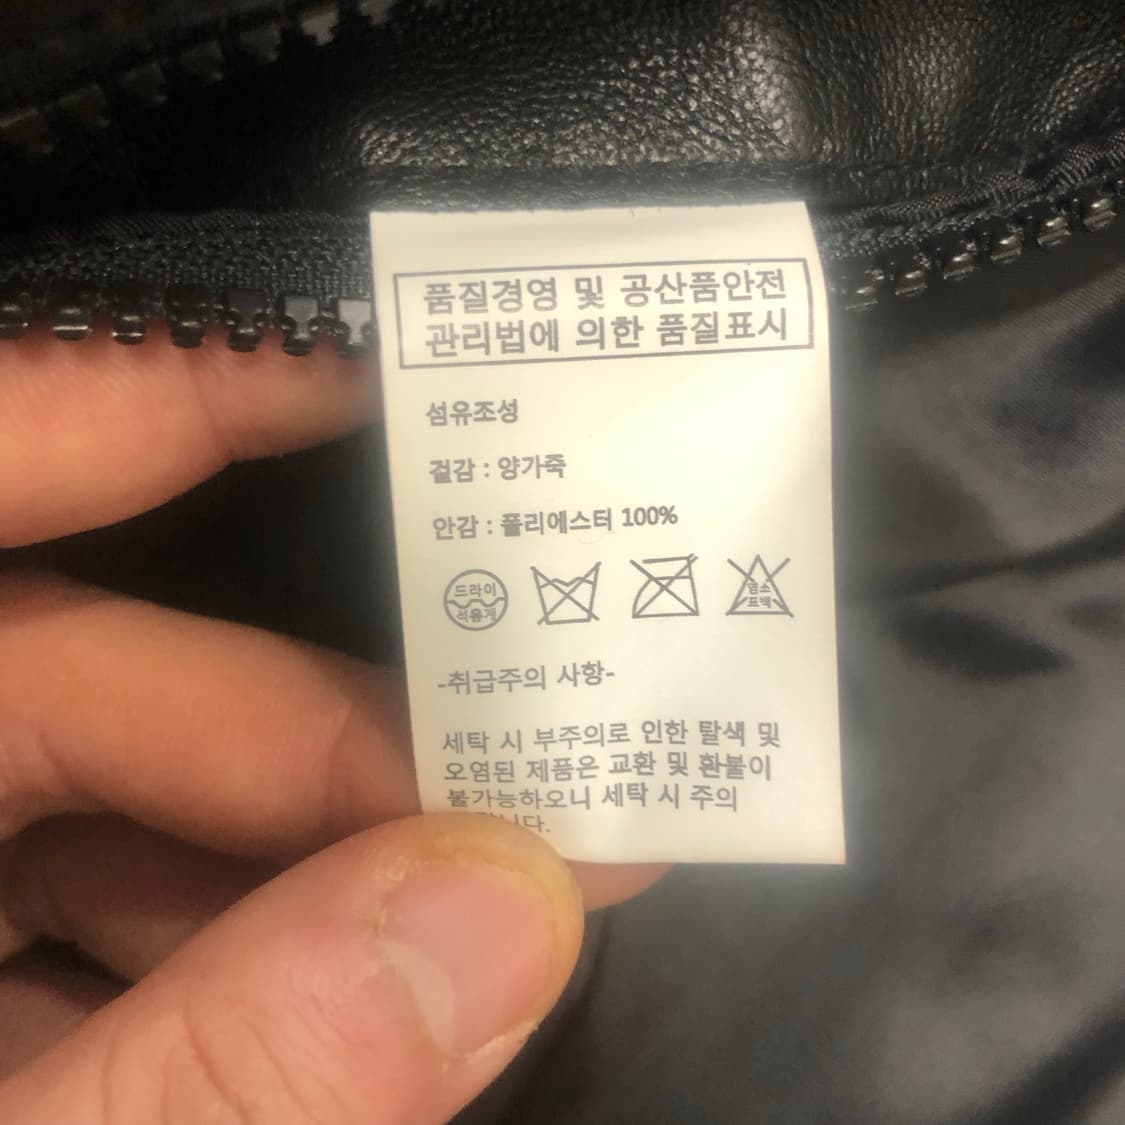 품질경영 및 공산품안전
관리법에 의한 품질표시
섬유조성
겉감 : 양가죽
안감 : 폴리에스터 100%
드라이
석유계
염소
표백
-취급주의 사항-
세탁 시 부주의로 인한 탈색 및
오염된 제품은 교환 및 환불이
불가능하오니 세탁 시 주의
니다.